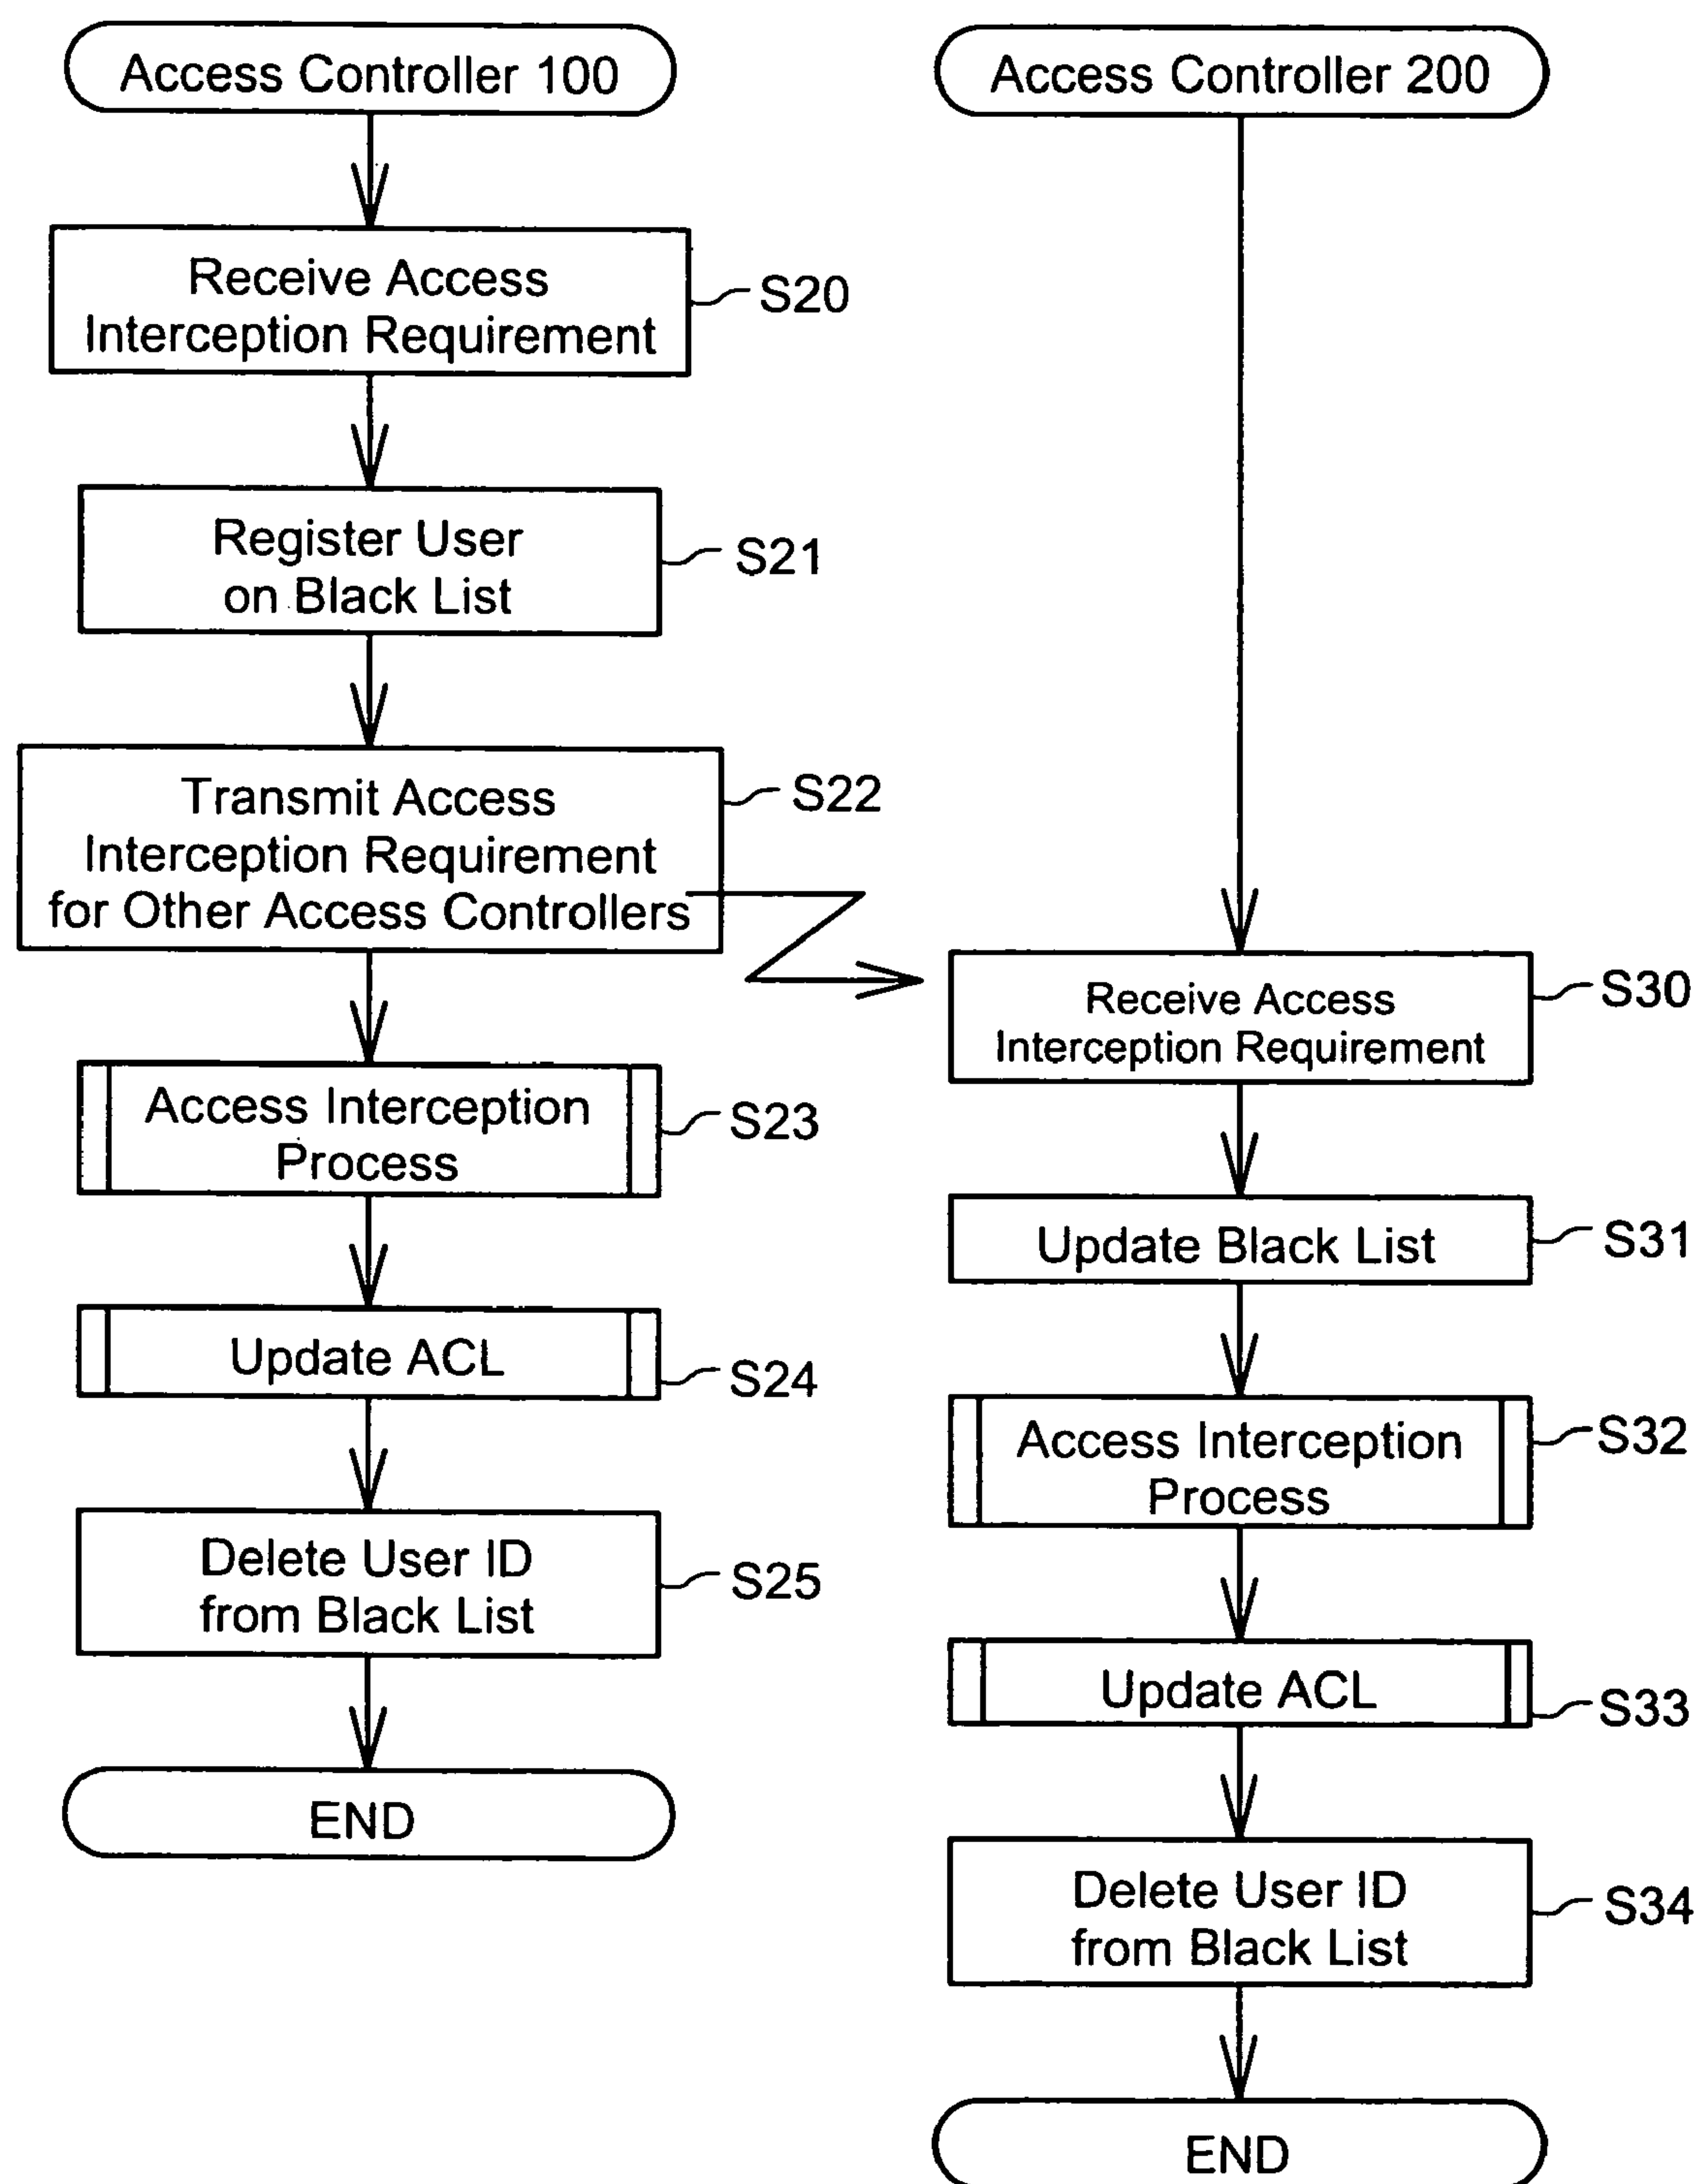 Access Controller 100
Receive Access
Interception Requirement
S20
Register User
on Black List
S21
Transmit Access
Interception Requirement
for Other Access Controllers
S22
Access Interception
Process
S23
Update ACL
S24
Delete User ID
from Black List
S25
END
Access Controller 200
Receive Access
Interception Requirement
S30
Update Black List
S31
Access Interception
Process
S32
Update ACL
S33
Delete User ID
from Black List
S34
END